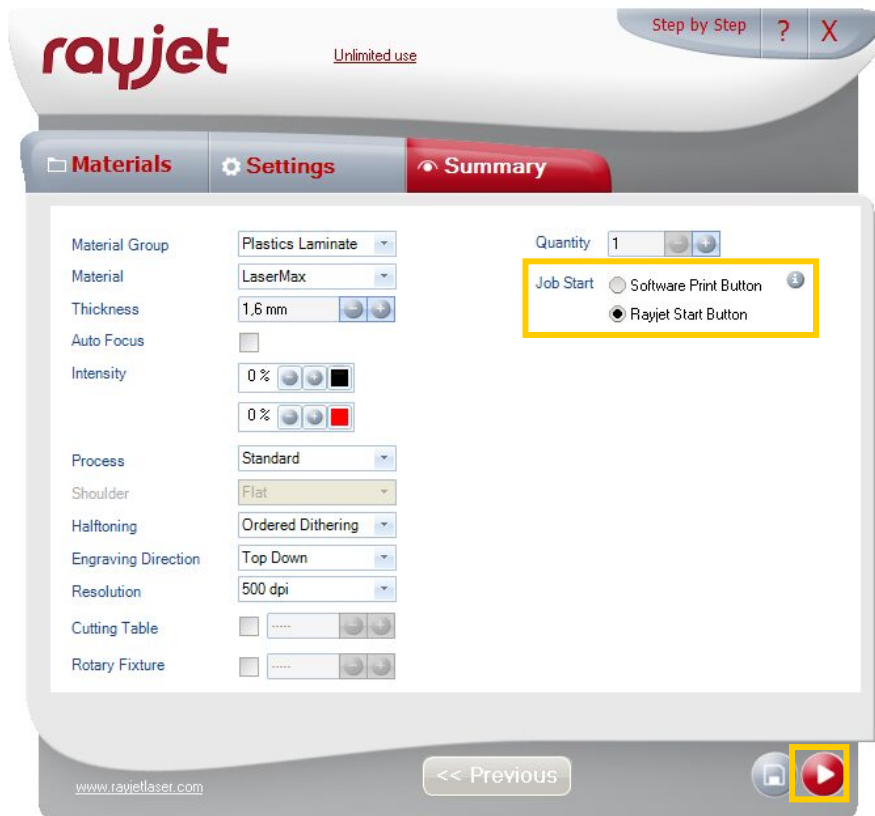 rayjet
Unlimited use
Step by Step ? X
Materials
Settings
Summary
Material Group Plastics Laminate
Material LaserMax
Thickness 1,6 mm - +
Auto Focus
Intensity 0 % - +
0 % - +
Process Standard
Shoulder Flat
Halftoning Ordered Dithering
Engraving Direction Top Down
Resolution 500 dpi
Cutting Table ----- - +
Rotary Fixture ----- - +
Quantity 1 - +
Job Start Software Print Button i
Rayjet Start Button
www.rayjetlaser.com
<< Previous